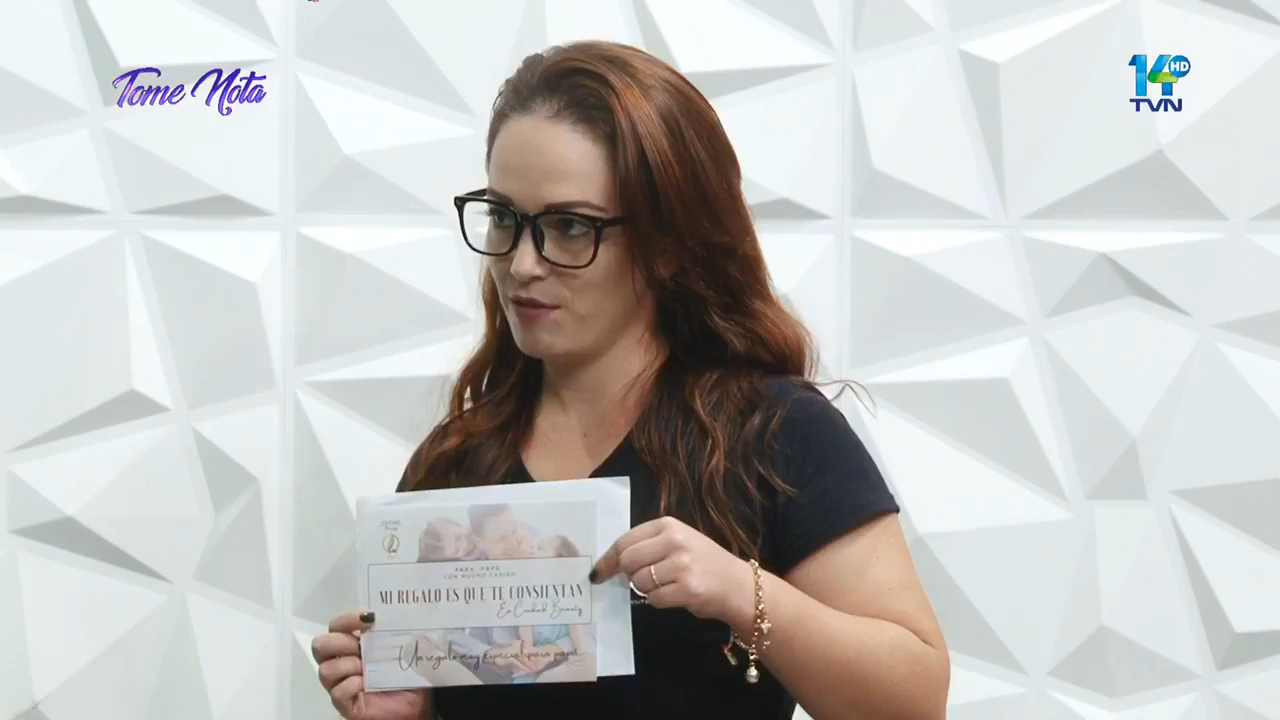 Tome Nota
14 HD
TVN
PARA PAPÁ
CON MUCHO CARIÑO
MI REGALO ES QUE TE CONSIENTAN
En Ciudad Beauty
Un regalo muy especial para papá